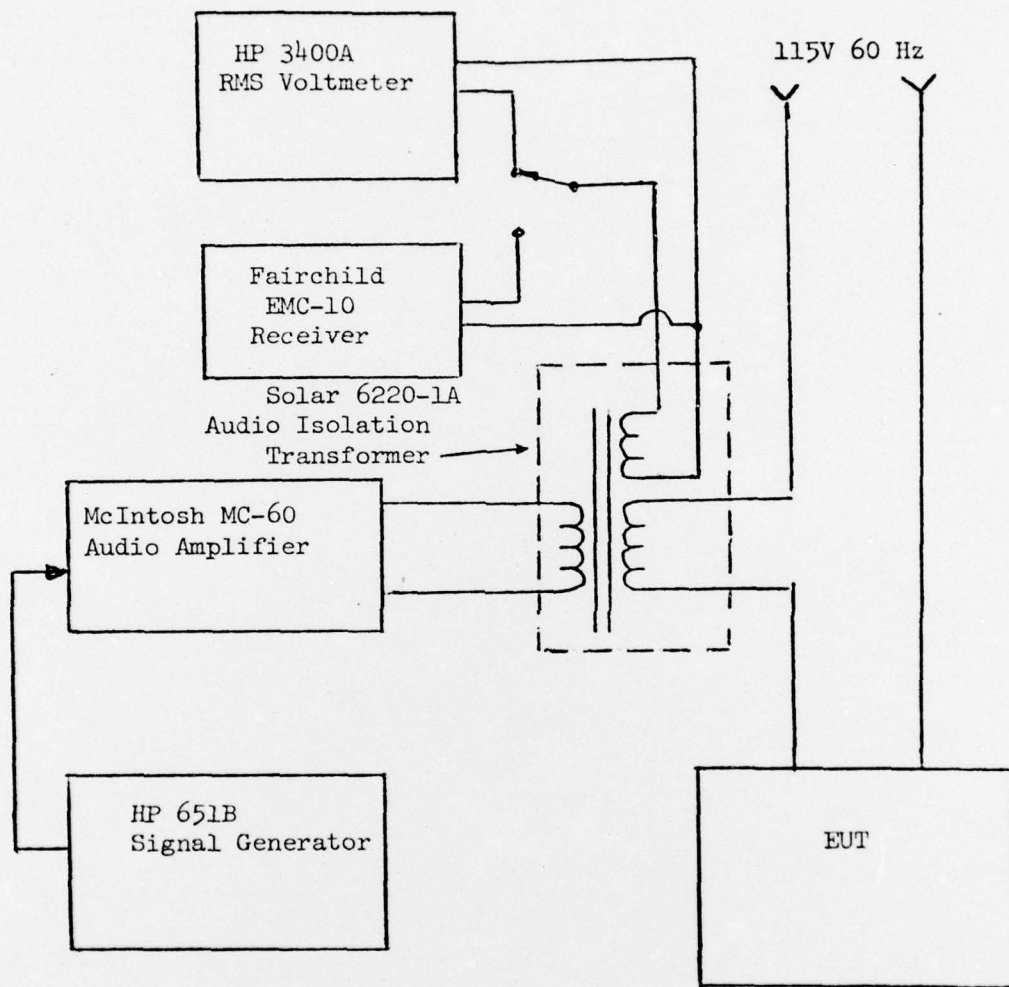 HP 3400A
RMS Voltmeter
115V 60 Hz
Fairchild
EMC-10
Receiver
Solar 6220-1A
Audio Isolation
Transformer
McIntosh MC-60
Audio Amplifier
HP 651B
Signal Generator
EUT